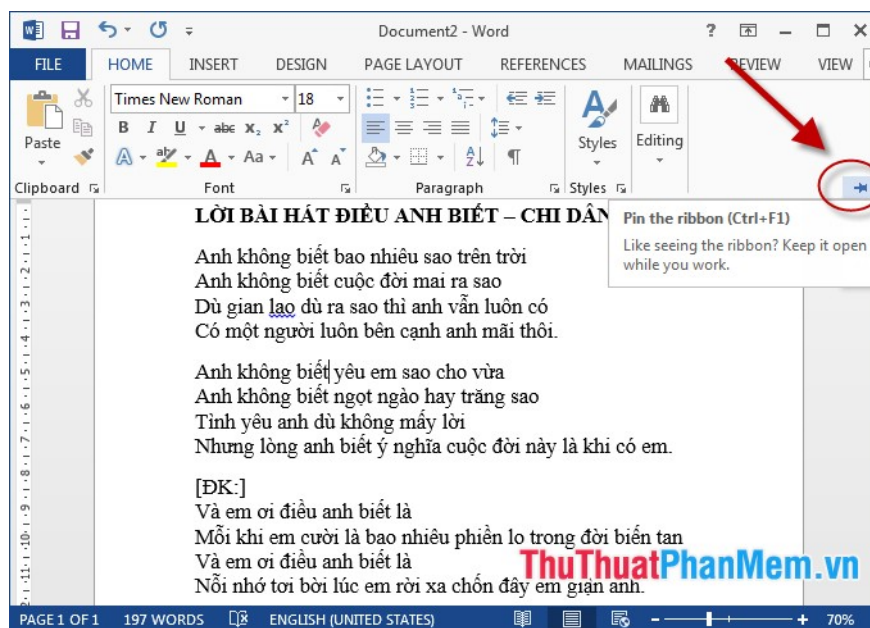 Document2 - Word
FILE HOME INSERT DESIGN PAGE LAYOUT REFERENCES MAILINGS REVIEW VIEW
Times New Roman 18
Paste
Styles
Editing
Clipboard Font Paragraph Styles
Pin the ribbon (Ctrl+F1)
Like seeing the ribbon? Keep it open
while you work.
LỜI BÀI HÁT ĐIỀU ANH BIẾT – CHI DÂN
Anh không biết bao nhiêu sao trên trời
Anh không biết cuộc đời mai ra sao
Dù gian lao dù ra sao thì anh vẫn luôn có
Có một người luôn bên cạnh anh mãi thôi.
Anh không biết yêu em sao cho vừa
Anh không biết ngọt ngào hay trăng sao
Tình yêu anh dù không mấy lời
Nhưng lòng anh biết ý nghĩa cuộc đời này là khi có em.
[ĐK:]
Và em ơi điều anh biết là
Mỗi khi em cười là bao nhiêu phiền lo trong đời biến tan
Và em ơi điều anh biết là
Nỗi nhớ tơi bời lúc em rời xa chốn đây em giận anh.
ThuThuatPhanMem.vn
PAGE 1 OF 1 197 WORDS ENGLISH (UNITED STATES) 70%